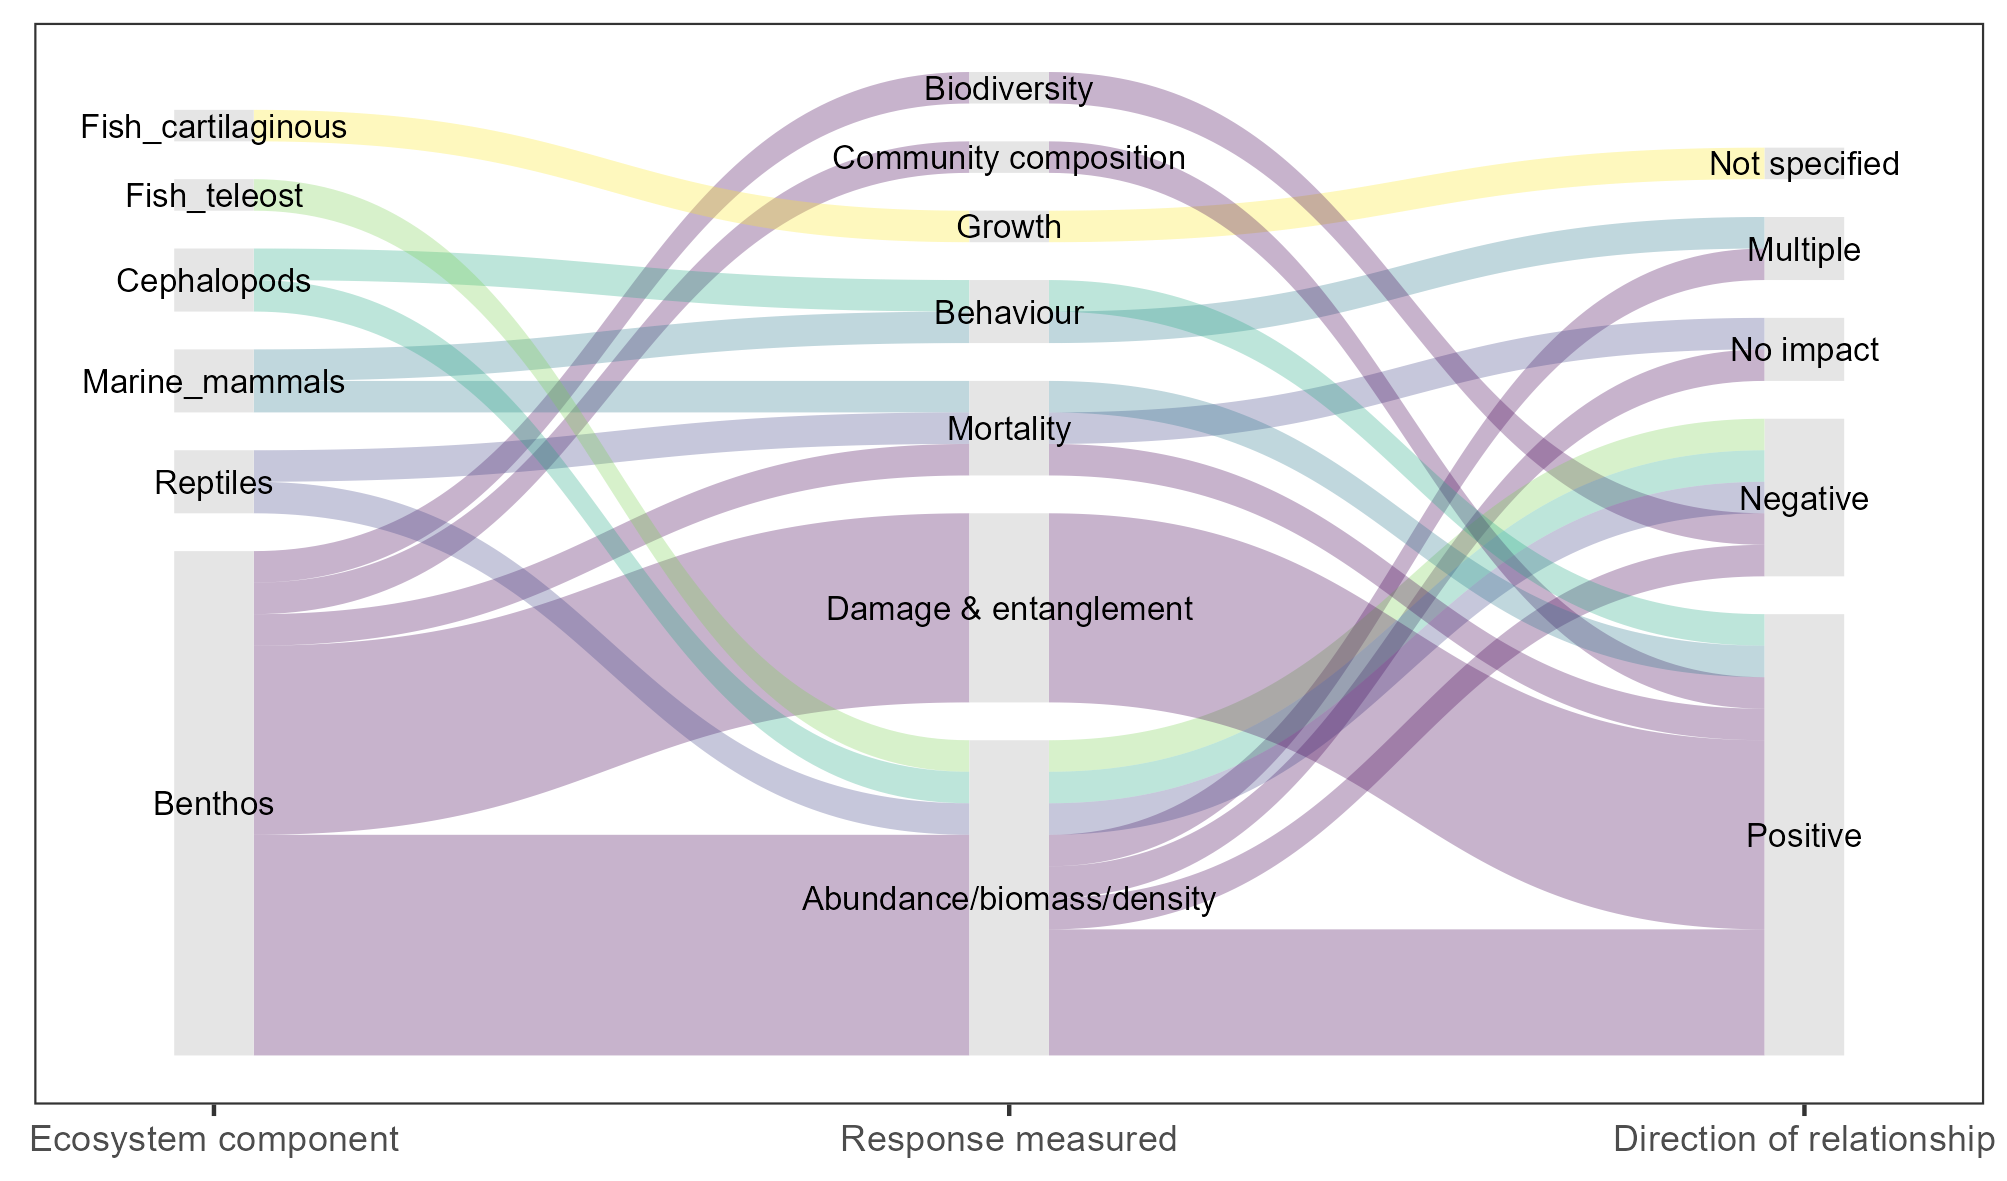 Fish_cartilaginous
Fish_teleost
Cephalopods
Marine_mammals
Reptiles
Benthos
Biodiversity
Community composition
Growth
Behaviour
Mortality
Damage & entanglement
Abundance/biomass/density
Not specified
Multiple
No impact
Negative
Positive
Ecosystem component
Response measured
Direction of relationship